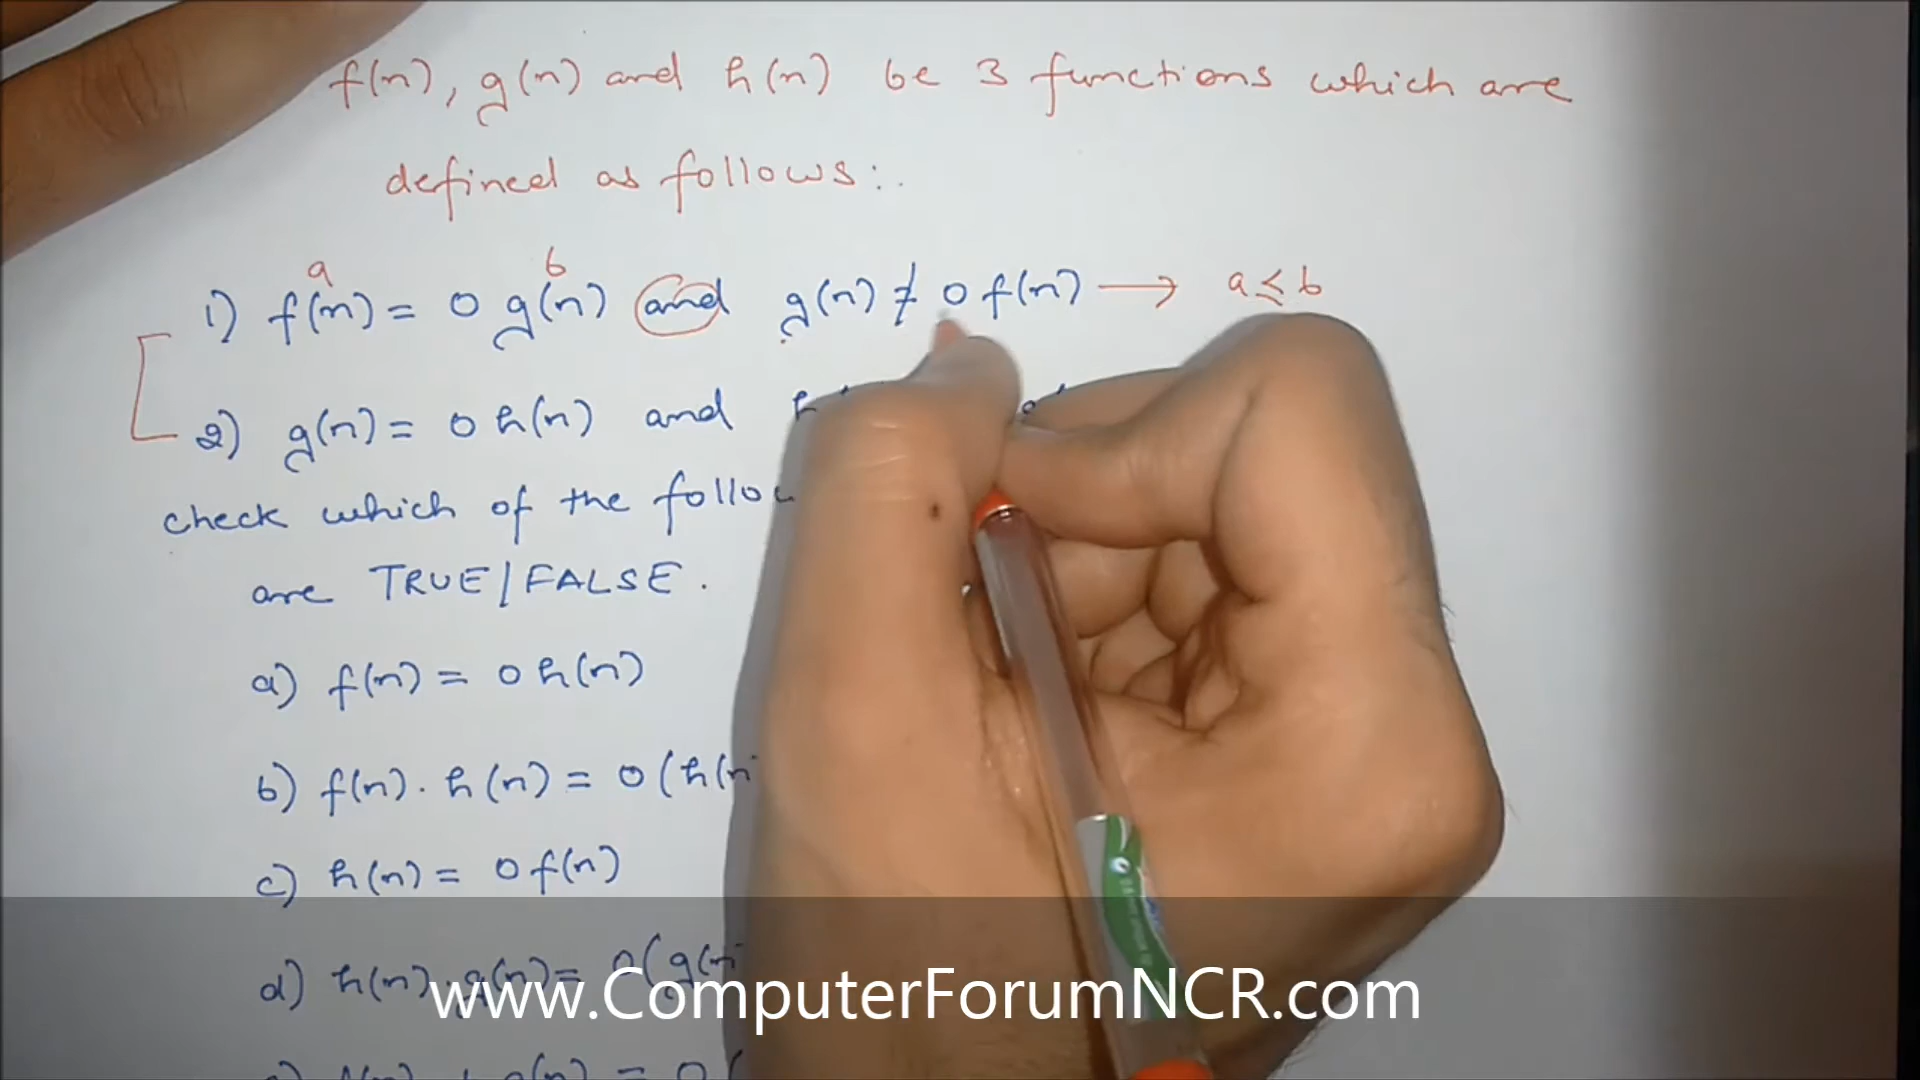 f(n), g(n) and h(n) be 3 functions which are
defined as follows:.
a b
1) f(n) = O g(n) and g(n) ≠ O f(n) → a ≤ b
2) g(n) = O h(n) and h
check which of the
are TRUE/FALSE.
a) f(n) = O h(n)
b) f(n) . h(n) = O (h(n
c) h(n) = O f(n)
d) h(n) . g(n) = O (g(n
www.ComputerForumNCR.com